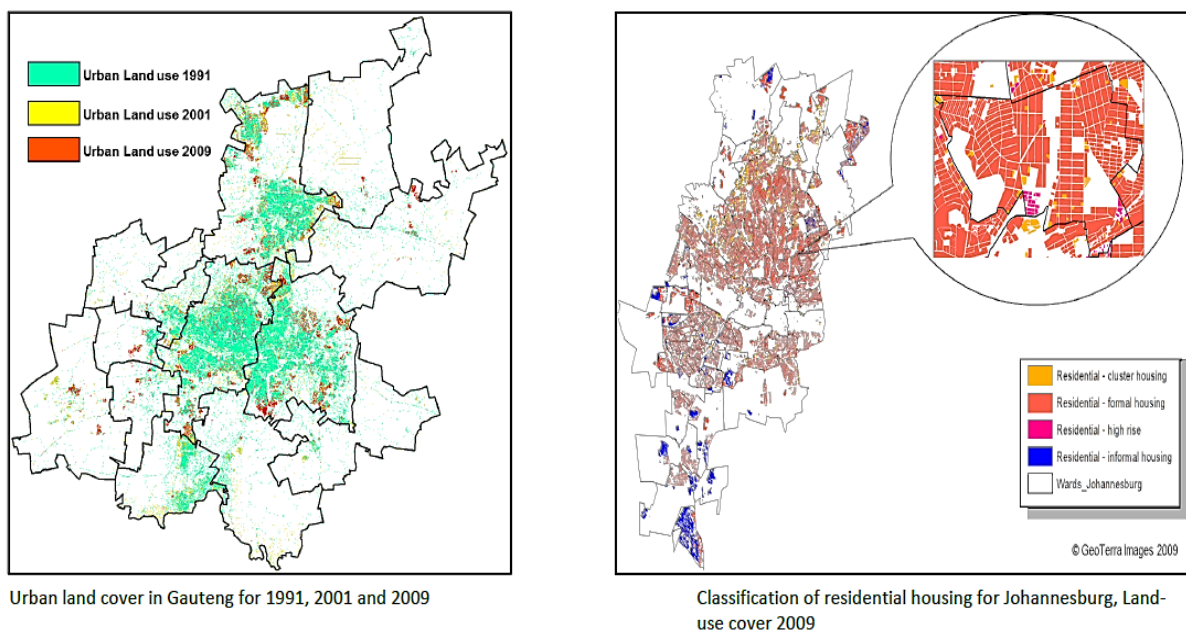 Urban Land use 1991
Urban Land use 2001
Urban Land use 2009
Urban land cover in Gauteng for 1991, 2001 and 2009
Residential - cluster housing
Residential - formal housing
Residential - high rise
Residential - informal housing
Wards_Johannesburg
© GeoTerra Images 2009
Classification of residential housing for Johannesburg, Land-
use cover 2009